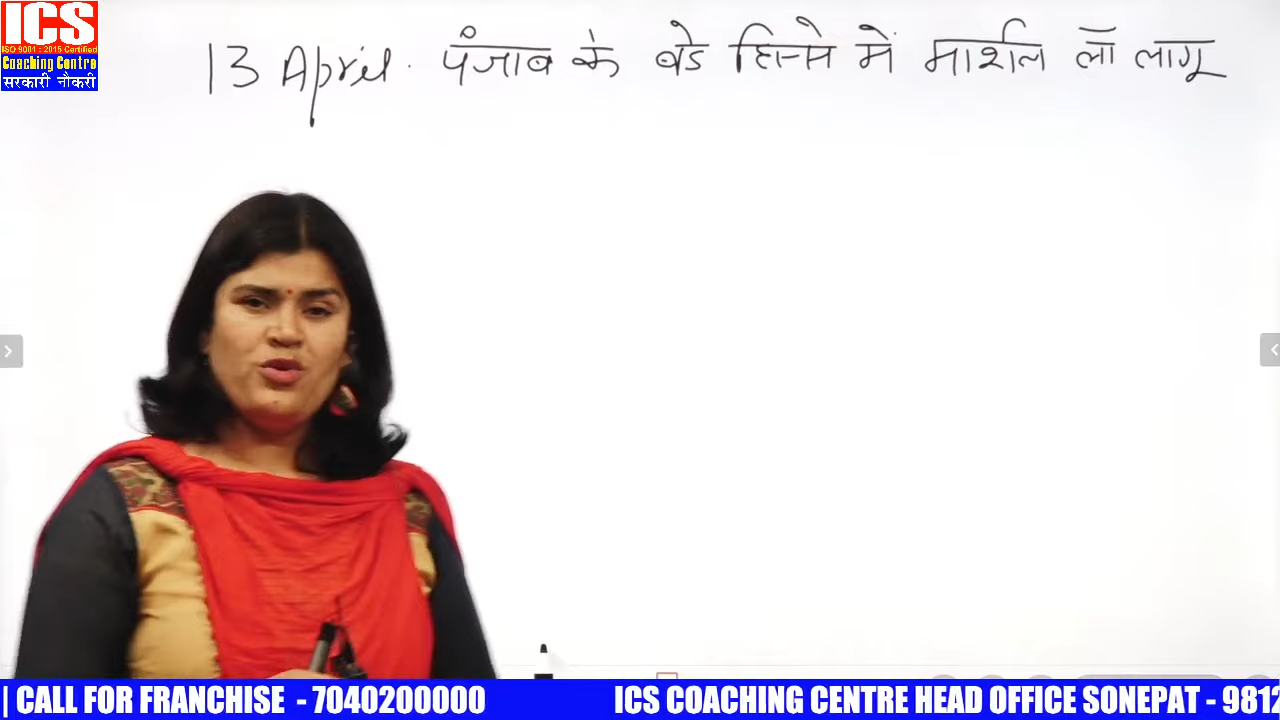 ICS
ISO 9001 : 2015 Certified
Coaching Centre
सरकारी नौकरी
13 April. पंजाब के बडे हिस्से में मार्शल लॉ लागू
| CALL FOR FRANCHISE - 7040200000 ICS COACHING CENTRE HEAD OFFICE SONEPAT - 9812